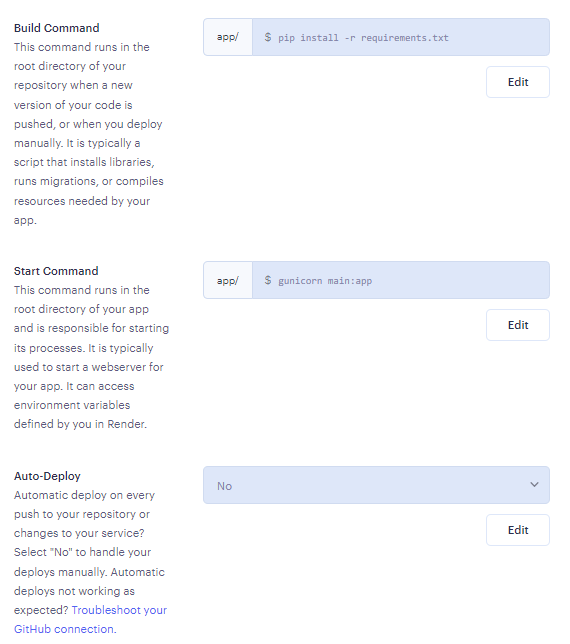 Build Command
This command runs in the
root directory of your
repository when a new
version of your code is
pushed, or when you deploy
manually. It is typically a
script that installs libraries,
runs migrations, or compiles
resources needed by your
app.
app/ $ pip install -r requirements.txt
Edit
Start Command
This command runs in the
root directory of your app
and is responsible for starting
its processes. It is typically
used to start a webserver for
your app. It can access
environment variables
defined by you in Render.
app/ $ gunicorn main:app
Edit
Auto-Deploy
Automatic deploy on every
push to your repository or
changes to your service?
Select "No" to handle your
deploys manually. Automatic
deploys not working as
expected? Troubleshoot your
GitHub connection.
No
Edit